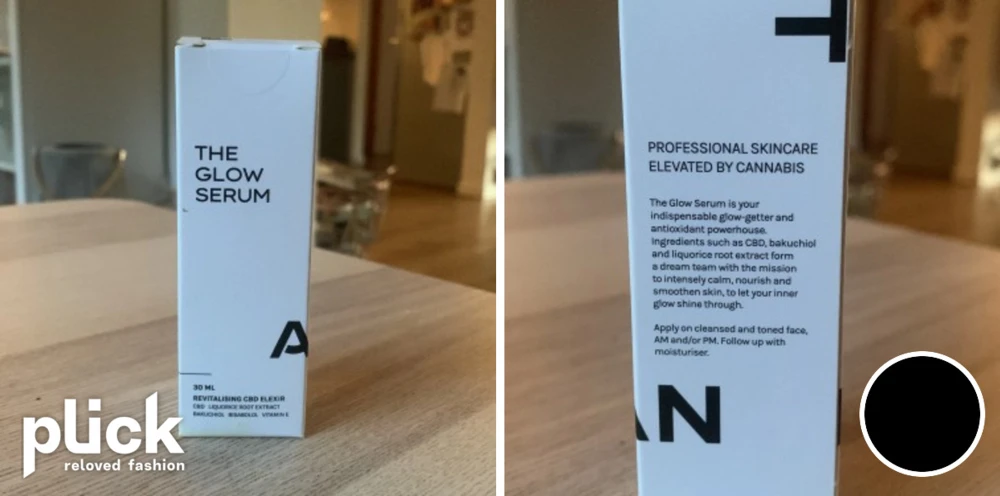 THE
GLOW
SERUM
A
30 ML
REVITALISING CBD ELEXIR
CBD LIQUORICE ROOT EXTRACT
BAKUCHIOL BISABOLOL VITAMIN E
plick
reloved fashion
T
PROFESSIONAL SKINCARE
ELEVATED BY CANNABIS
The Glow Serum is your
indispensable glow-getter and
antioxidant powerhouse.
Ingredients such as CBD, bakuchiol
and liquorice root extract form
a dream team with the mission
to intensely calm, nourish and
smoothen skin, to let your inner
glow shine through.
Apply on cleansed and toned face,
AM and/or PM. Follow up with
moisturiser.
AN